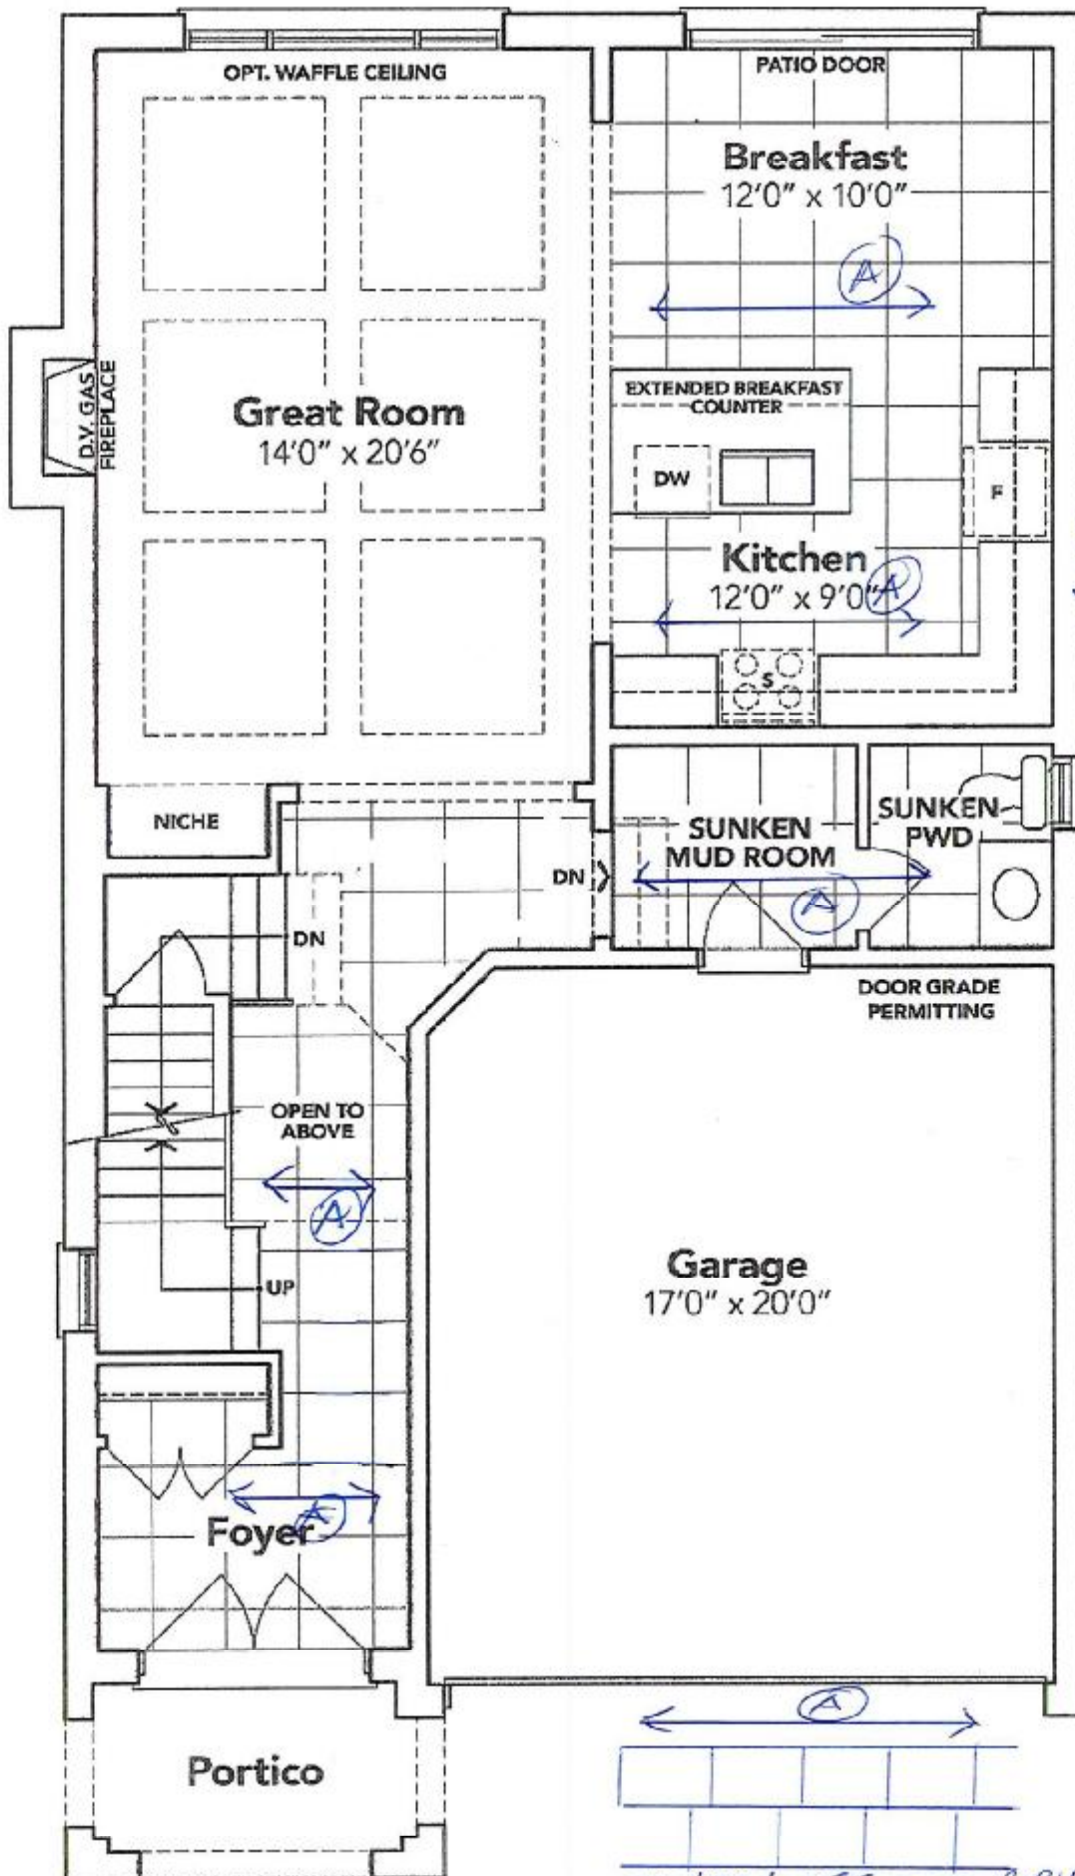 OPT. WAFFLE CEILING
PATIO DOOR
Breakfast
12'0" x 10'0"
A
D.V. GAS
FIREPLACE
Great Room
14'0" x 20'6"
EXTENDED BREAKFAST
COUNTER
DW
F
Kitchen
12'0" x 9'0"
A
S
NICHE
SUNKEN
MUD ROOM
SUNKEN
PWD
DN
A
DN
DOOR GRADE
PERMITTING
OPEN TO
ABOVE
A
UP
Garage
17'0" x 20'0"
A
Foyer
A
Portico